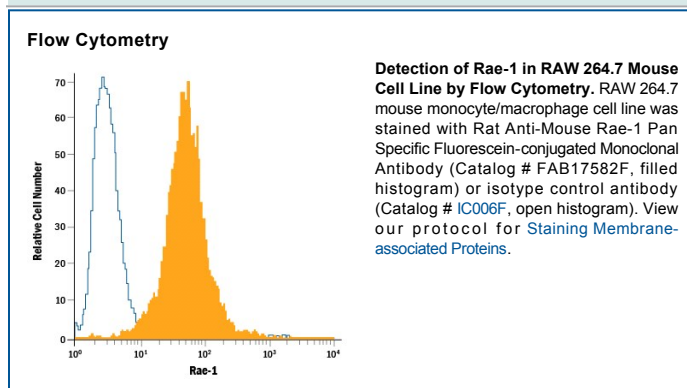 Flow Cytometry
Detection of Rae-1 in RAW 264.7 Mouse
Cell Line by Flow Cytometry. RAW 264.7
mouse monocyte/macrophage cell line was
stained with Rat Anti-Mouse Rae-1 Pan
Specific Fluorescein-conjugated Monoclonal
Antibody (Catalog # FAB17582F, filled
histogram) or isotype control antibody
(Catalog # IC006F, open histogram). View
our protocol for Staining Membrane-
associated Proteins.
Relative Cell Number
70
60
50
40
30
20
10
0
10⁰ 10¹ 10² 10³ 10⁴
Rae-1